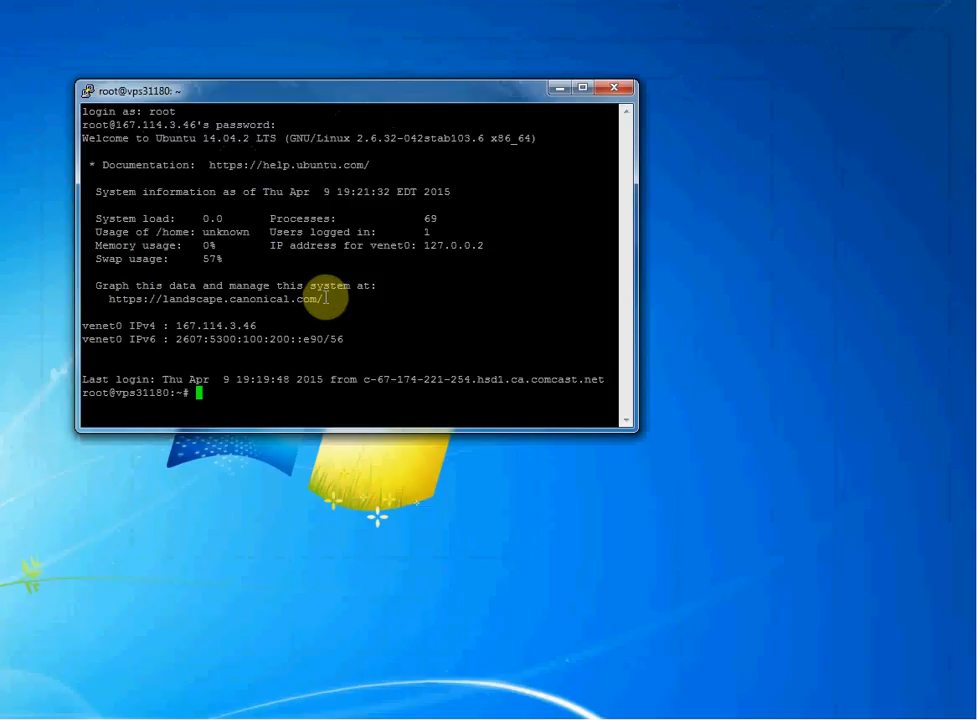 root@vps31180: ~
login as: root
root@167.114.3.46's password:
Welcome to Ubuntu 14.04.2 LTS (GNU/Linux 2.6.32-042stab103.6 x86_64)
* Documentation:  https://help.ubuntu.com/
System information as of Thu Apr  9 19:21:32 EDT 2015
System load:    0.0       Processes:             69
Usage of /home: unknown   Users logged in:       1
Memory usage:   0%        IP address for venet0: 127.0.0.2
Swap usage:     57%
Graph this data and manage this system at:
https://landscape.canonical.com/
venet0 IPv4 : 167.114.3.46
venet0 IPv6 : 2607:5300:100:200::e90/56
Last login: Thu Apr  9 19:19:48 2015 from c-67-174-221-254.hsd1.ca.comcast.net
root@vps31180:~#